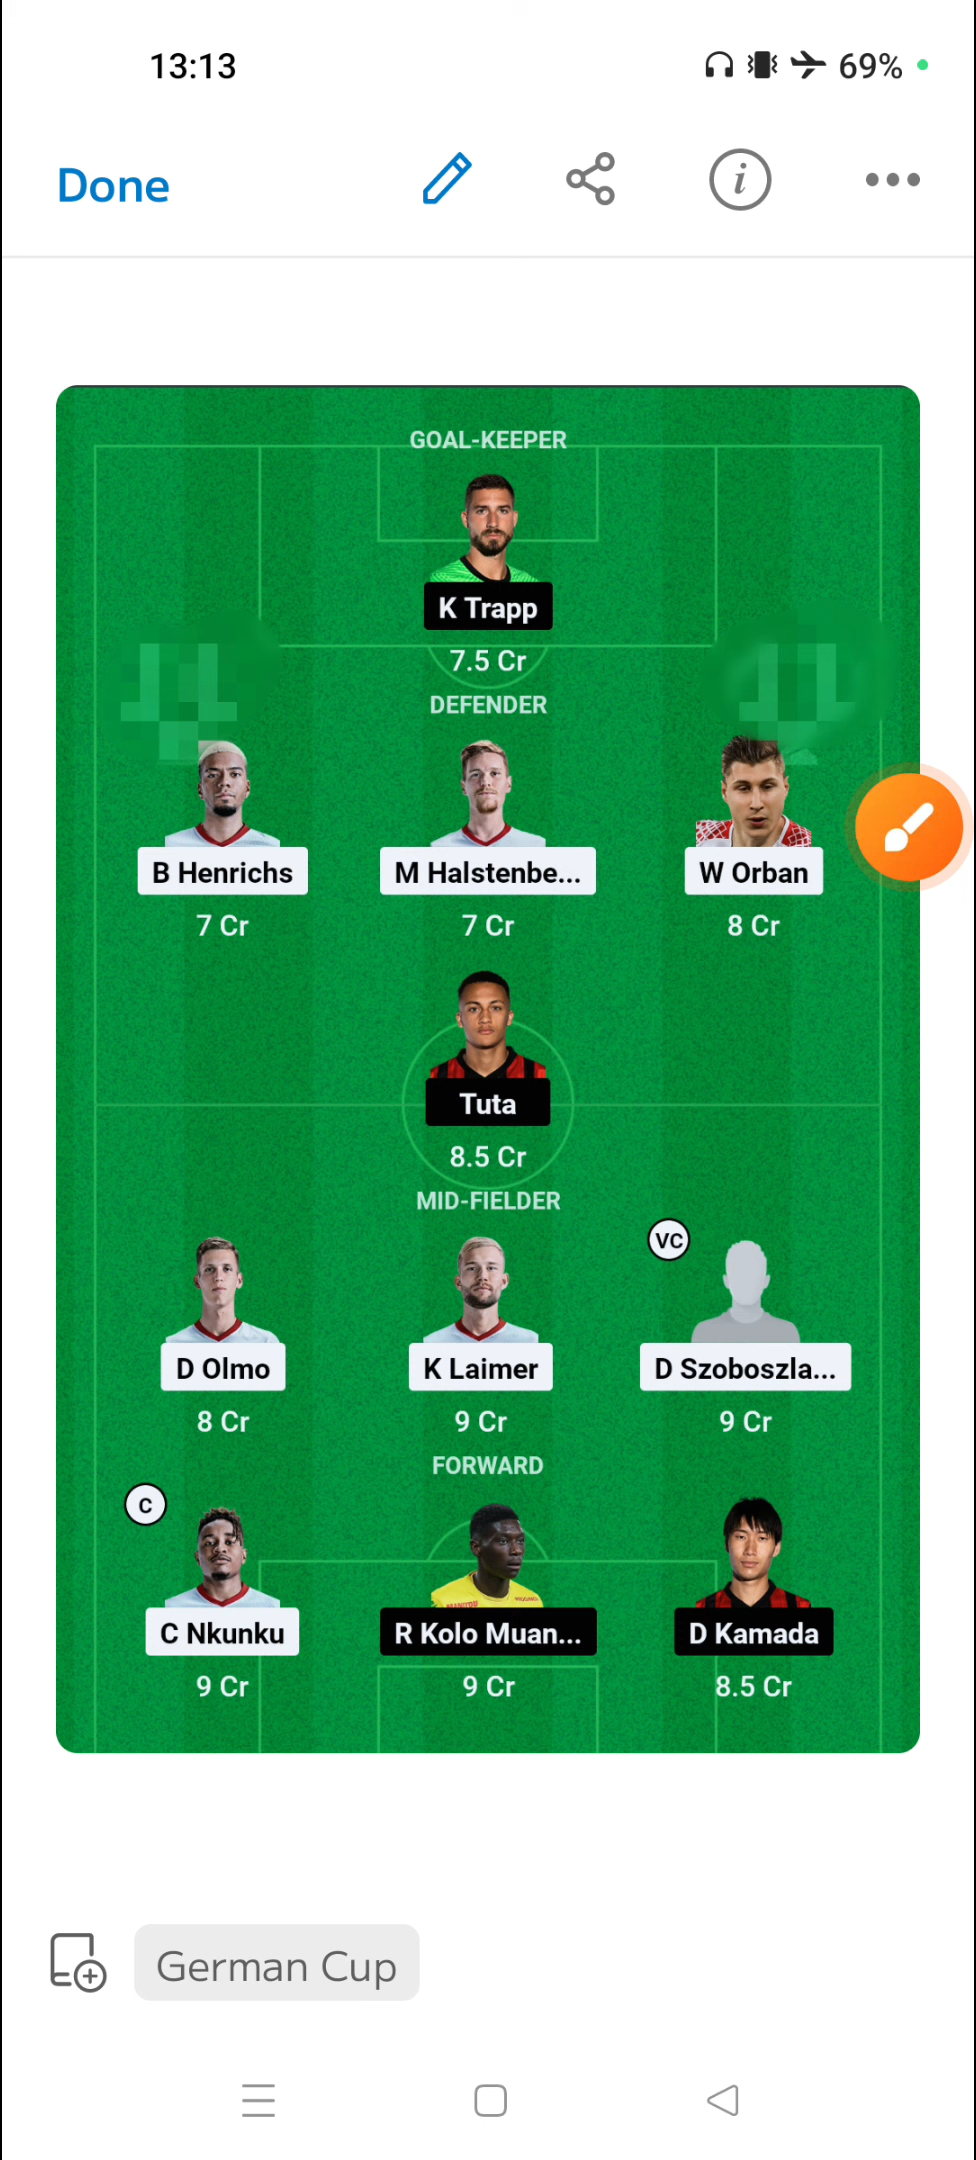 13:13
69%
Done
GOAL-KEEPER
K Trapp
7.5 Cr
DEFENDER
B Henrichs
M Halstenbe...
W Orban
7 Cr
7 Cr
8 Cr
Tuta
8.5 Cr
MID-FIELDER
VC
D Olmo
K Laimer
D Szoboszla...
8 Cr
9 Cr
9 Cr
FORWARD
C
C Nkunku
R Kolo Muan...
D Kamada
9 Cr
9 Cr
8.5 Cr
German Cup